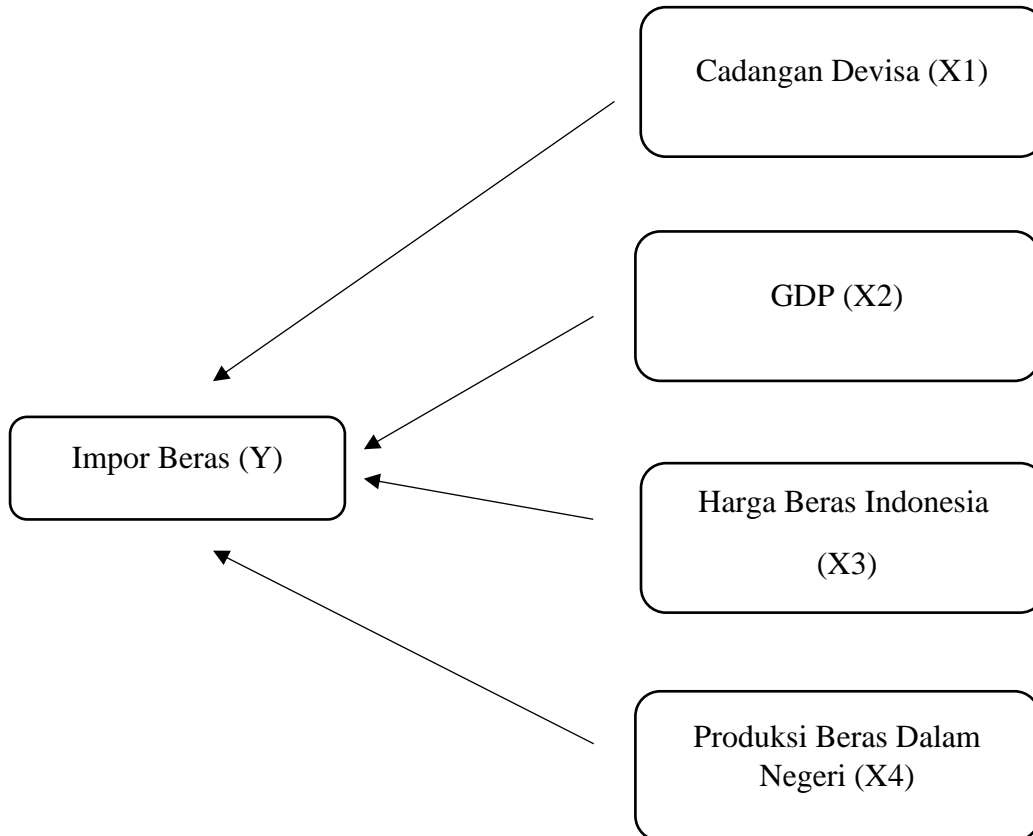 Cadangan Devisa (X1)
GDP (X2)
Impor Beras (Y)
Harga Beras Indonesia
(X3)
Produksi Beras Dalam
Negeri (X4)